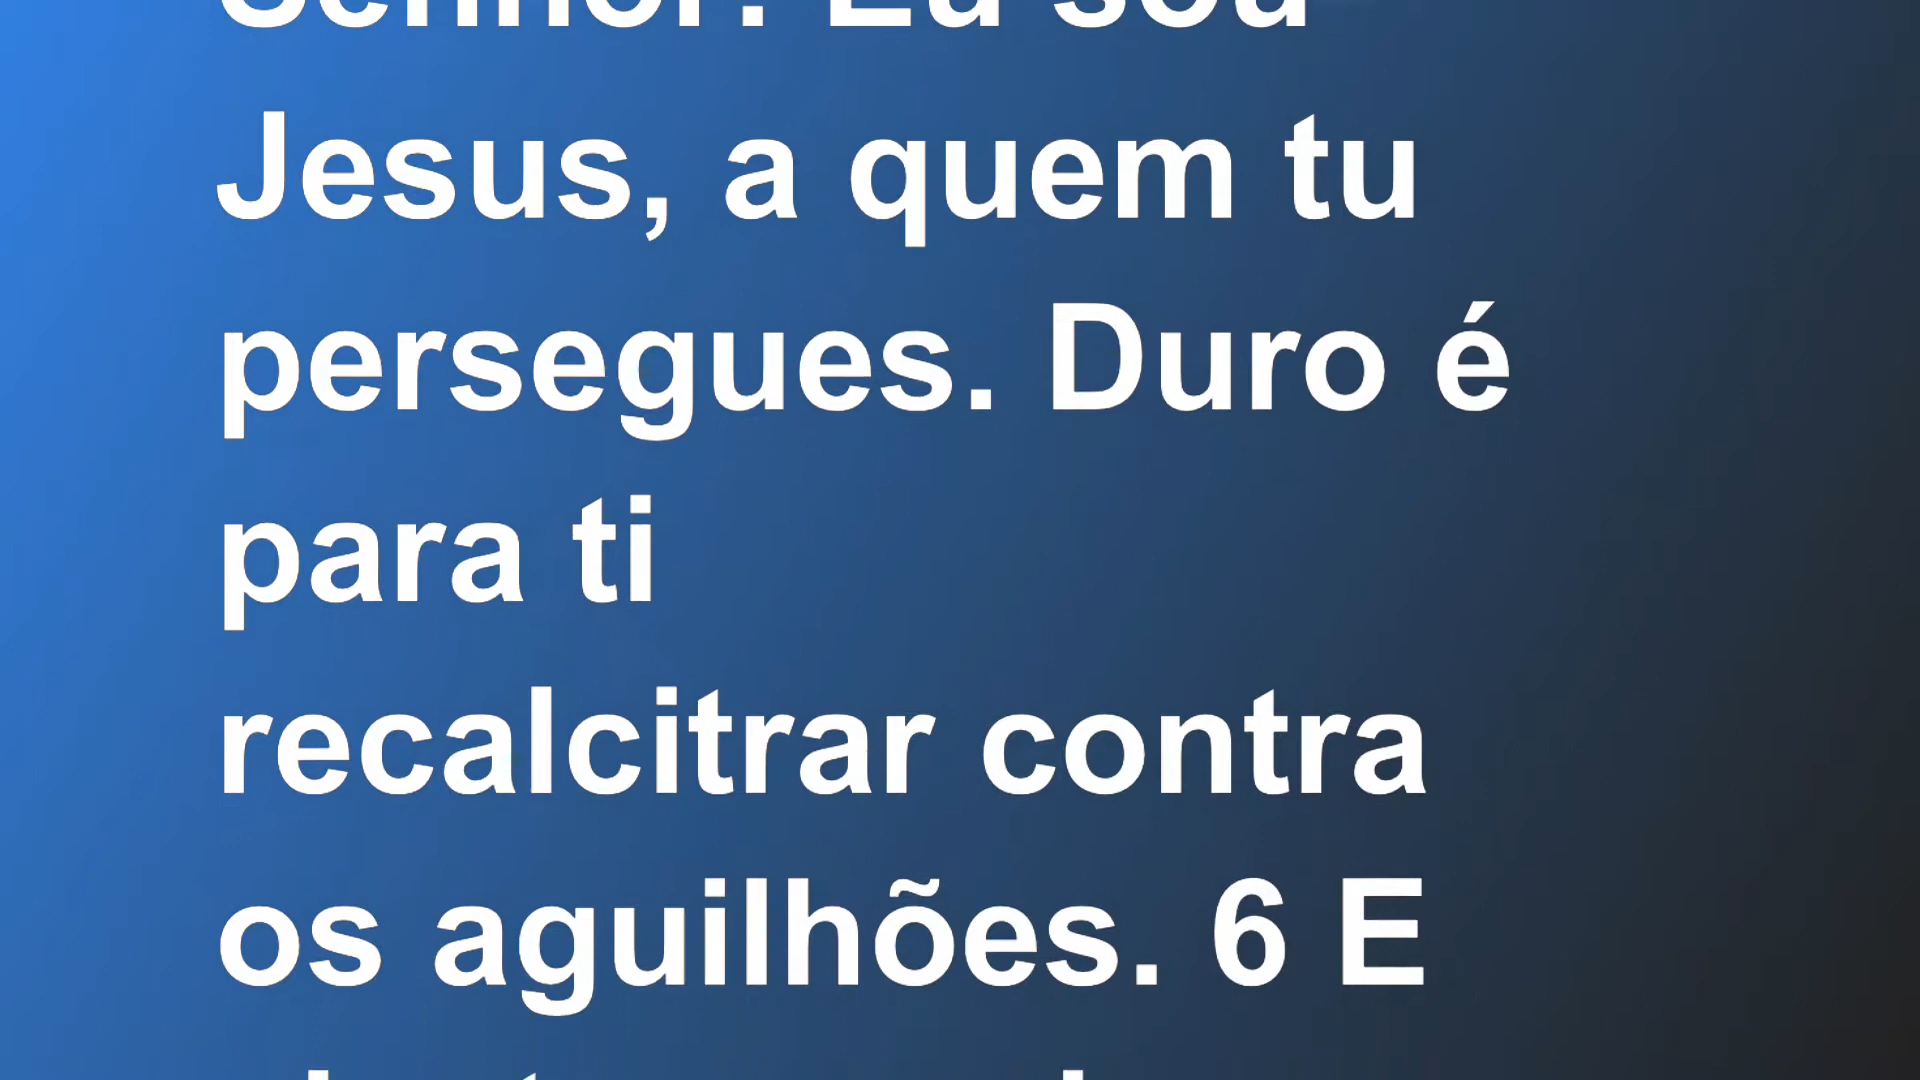 Senhor: Eu sou
Jesus, a quem tu
persegues. Duro é
para ti
recalcitrar contra
os aguilhões. 6 E